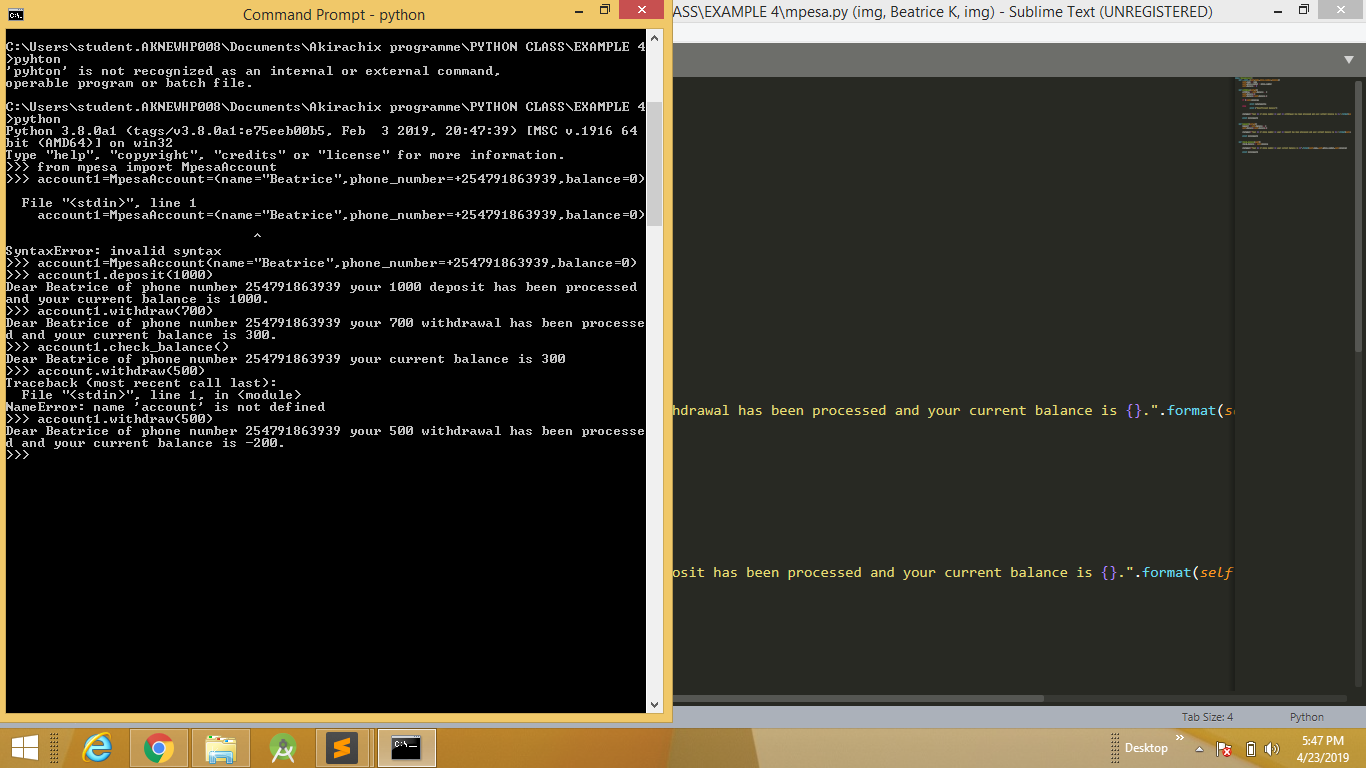 Command Prompt - python
ASS\EXAMPLE 4\mpesa.py (img, Beatrice K, img) - Sublime Text (UNREGISTERED)
C:\Users\student.AKNEWHP008\Documents\Akirachix programme\PYTHON CLASS\EXAMPLE 4
>pyhton
'pyhton' is not recognized as an internal or external command,
operable program or batch file.
C:\Users\student.AKNEWHP008\Documents\Akirachix programme\PYTHON CLASS\EXAMPLE 4
>python
Python 3.8.0a1 (tags/v3.8.0a1:e75eeb00b5, Feb  3 2019, 20:47:39) [MSC v.1916 64
bit (AMD64)] on win32
Type "help", "copyright", "credits" or "license" for more information.
>>> from mpesa import MpesaAccount
>>> account1=MpesaAccount=(name="Beatrice",phone_number=+254791863939,balance=0)
File "<stdin>", line 1
account1=MpesaAccount=(name="Beatrice",phone_number=+254791863939,balance=0)
^
SyntaxError: invalid syntax
>>> account1=MpesaAccount(name="Beatrice",phone_number=+254791863939,balance=0)
>>> account1.deposit(1000)
Dear Beatrice of phone number 254791863939 your 1000 deposit has been processed
and your current balance is 1000.
>>> account1.withdraw(700)
Dear Beatrice of phone number 254791863939 your 700 withdrawal has been processe
d and your current balance is 300.
>>> account1.check_balance()
Dear Beatrice of phone number 254791863939 your current balance is 300
>>> account.withdraw(500)
Traceback (most recent call last):
File "<stdin>", line 1, in <module>
NameError: name 'account' is not defined
>>> account1.withdraw(500)
Dear Beatrice of phone number 254791863939 your 500 withdrawal has been processe
d and your current balance is -200.
>>>
hdrawal has been processed and your current balance is {}.".format(se
osit has been processed and your current balance is {}.".format(self
Tab Size: 4
Python
Desktop
5:47 PM
4/23/2019